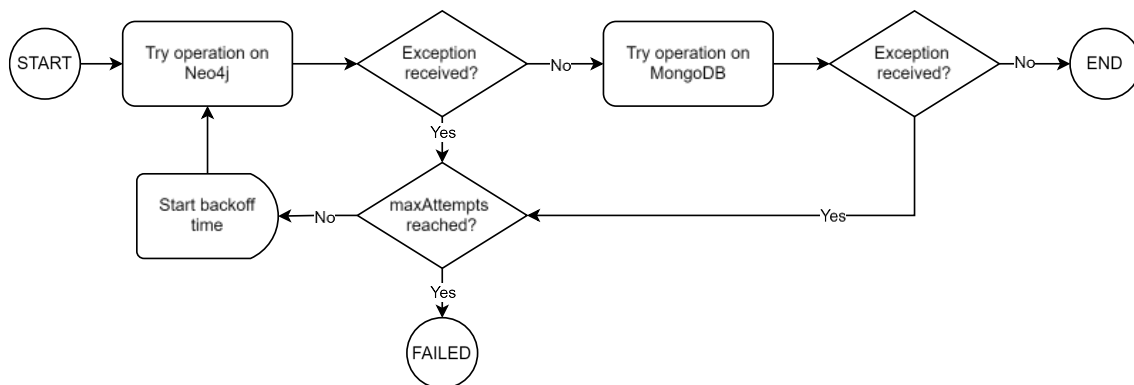 START
Try operation on
Neo4j
Exception
received?
No
Try operation on
MongoDB
Exception
received?
No
END
Yes
Start backoff
time
No
maxAttempts
reached?
Yes
Yes
FAILED